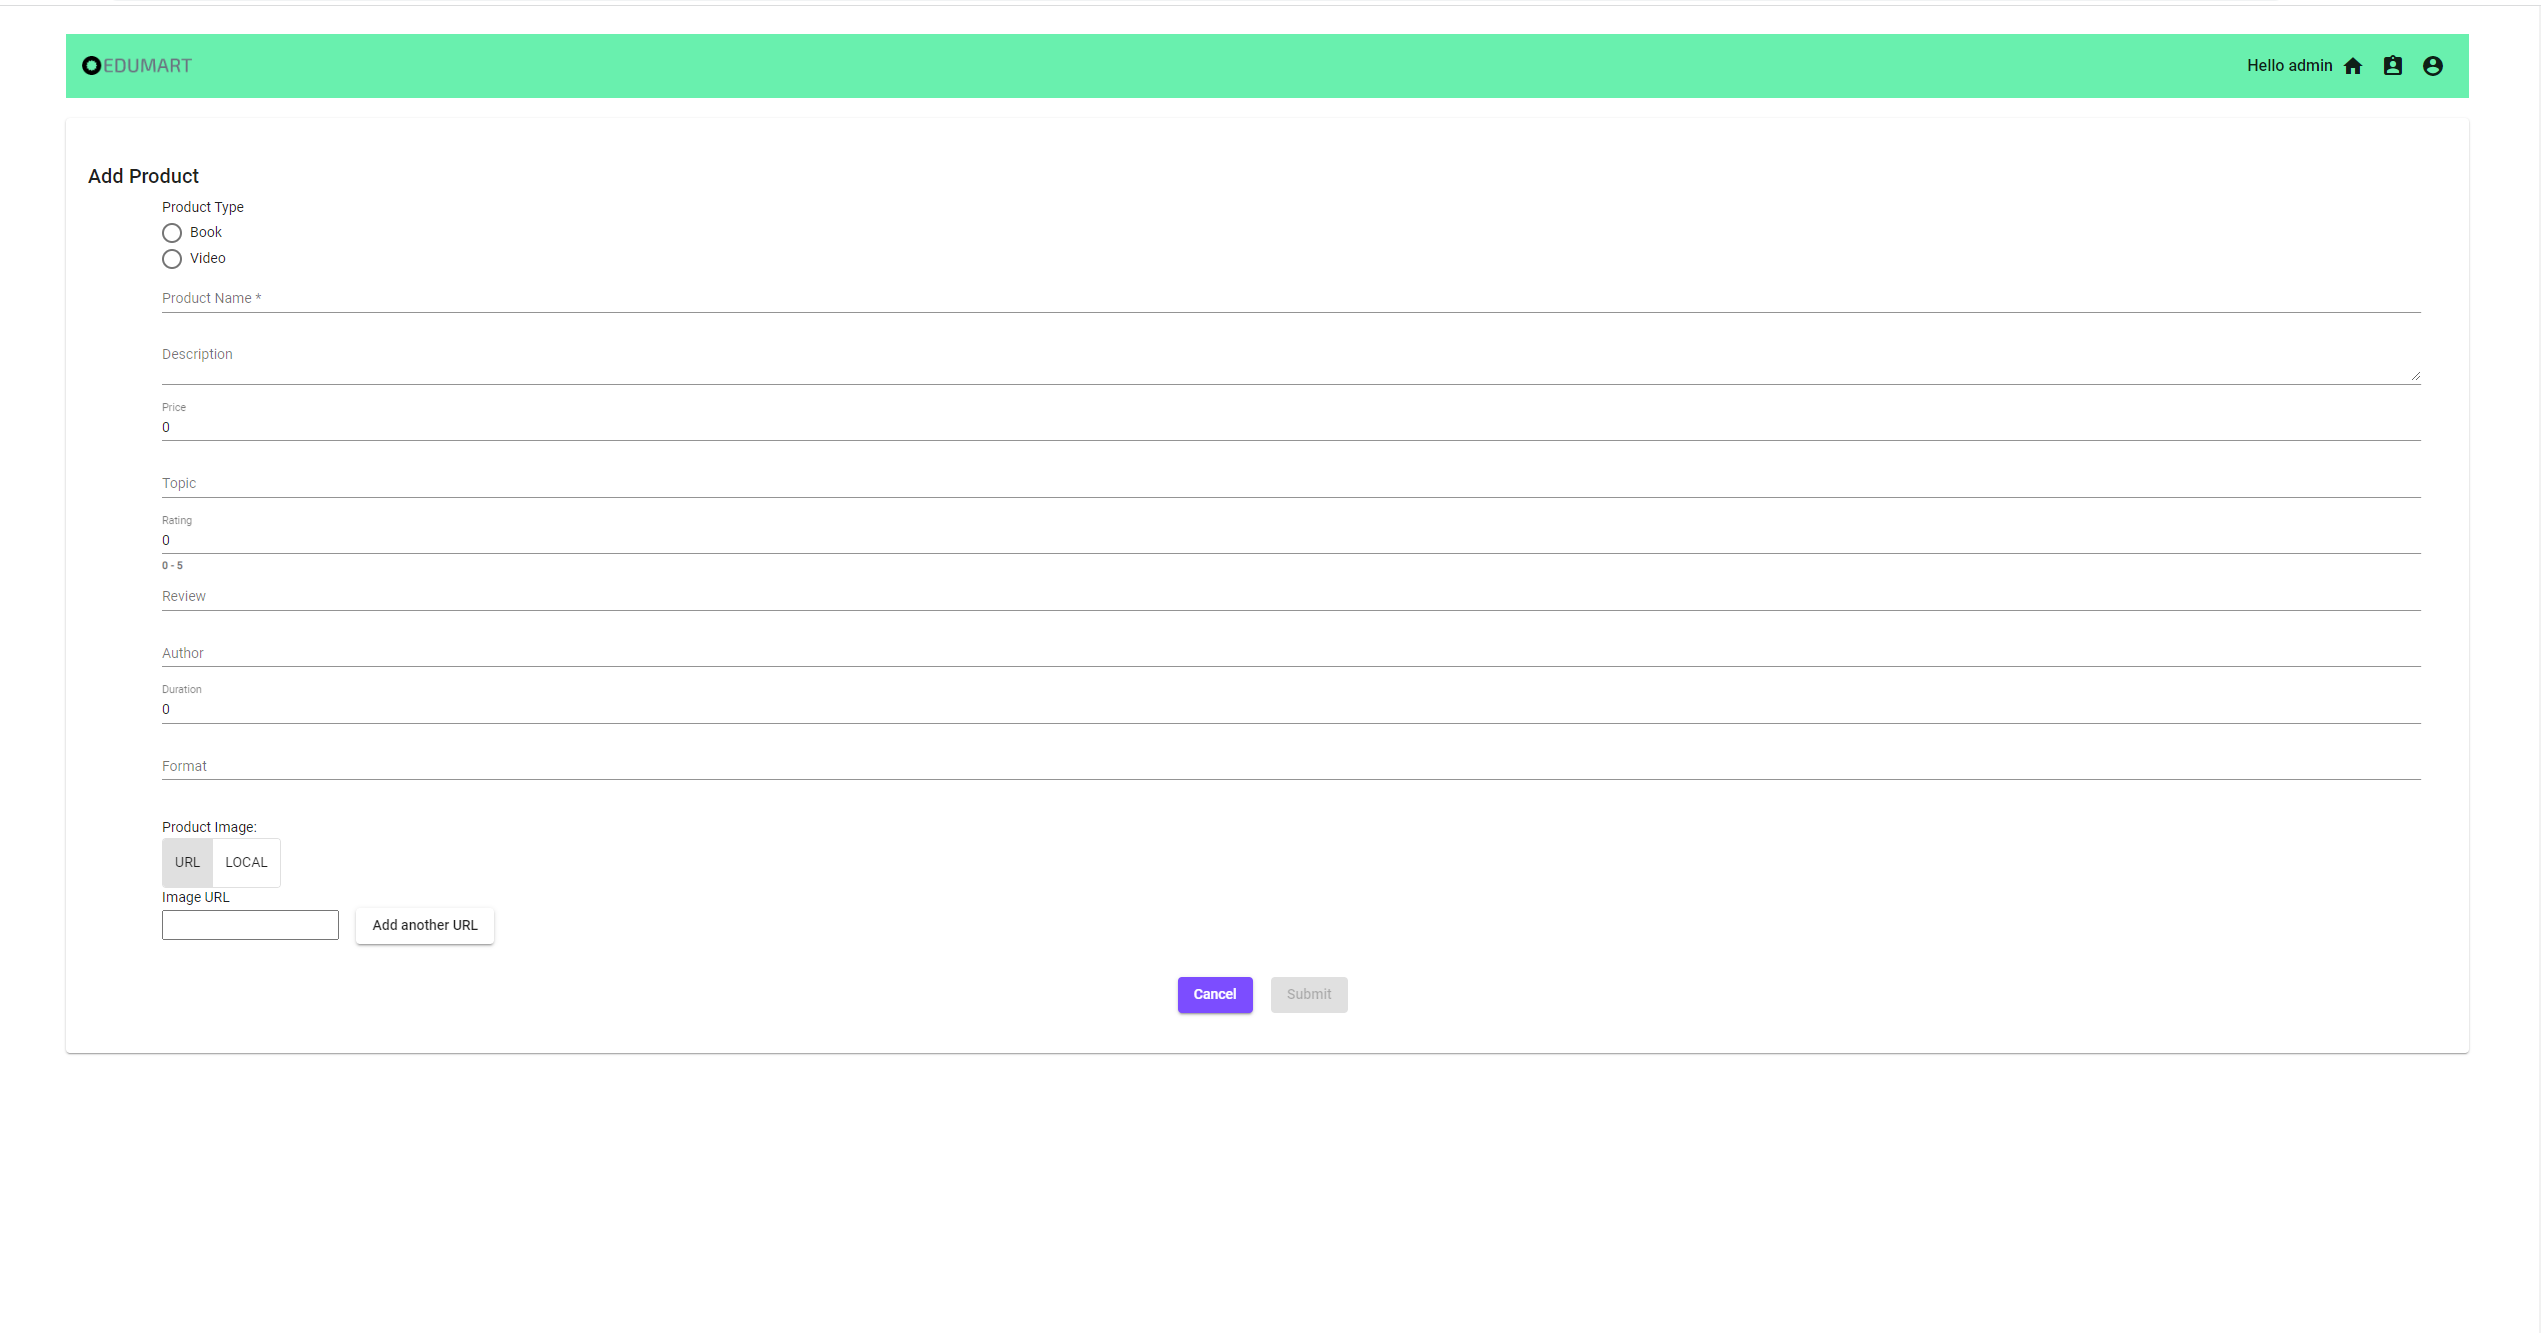 EDUMART
Hello admin
Add Product
Product Type
Book
Video
Product Name *
Description
Price
0
Topic
Rating
0
0 - 5
Review
Author
Duration
0
Format
Product Image:
URL LOCAL
Image URL
Add another URL
Cancel Submit